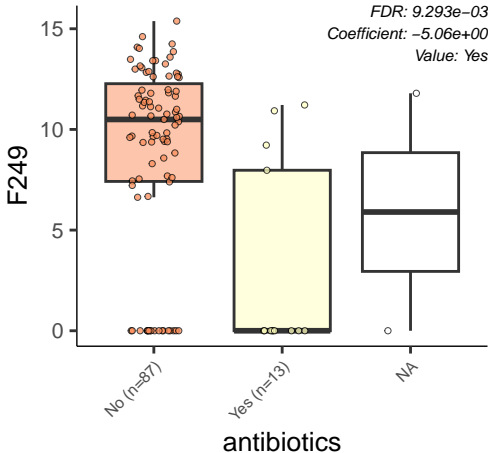 FDR: 9.293e−03
Coefficient: −5.06e+00
Value: Yes
F249
15
10
5
0
No (n=87)
Yes (n=13)
NA
antibiotics